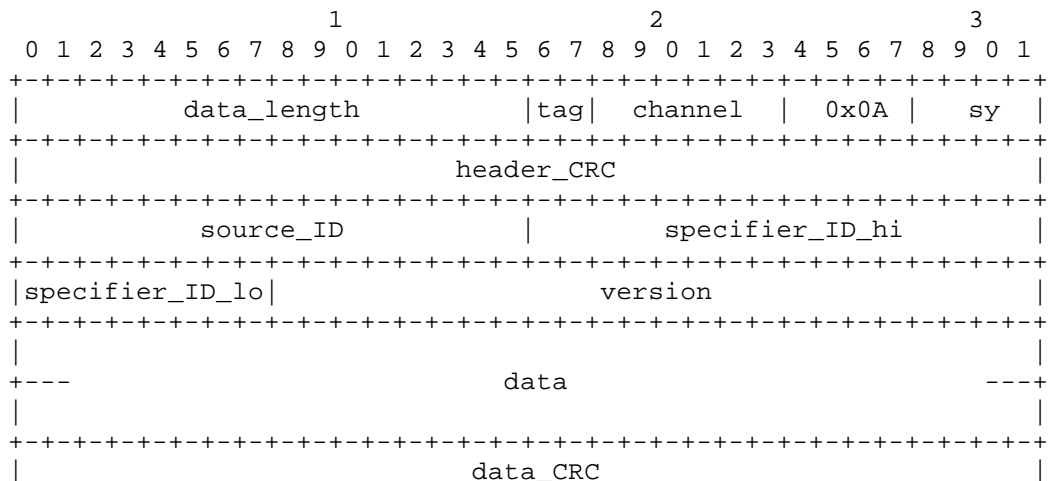 1                   2                   3
 0 1 2 3 4 5 6 7 8 9 0 1 2 3 4 5 6 7 8 9 0 1 2 3 4 5 6 7 8 9 0 1
+-+-+-+-+-+-+-+-+-+-+-+-+-+-+-+-+-+-+-+-+-+-+-+-+-+-+-+-+-+-+-+-+
|          data_length          |tag|  channel  |  0x0A |   sy  |
+-+-+-+-+-+-+-+-+-+-+-+-+-+-+-+-+-+-+-+-+-+-+-+-+-+-+-+-+-+-+-+-+
|                           header_CRC                          |
+-+-+-+-+-+-+-+-+-+-+-+-+-+-+-+-+-+-+-+-+-+-+-+-+-+-+-+-+-+-+-+-+
|           source_ID           |        specifier_ID_hi        |
+-+-+-+-+-+-+-+-+-+-+-+-+-+-+-+-+-+-+-+-+-+-+-+-+-+-+-+-+-+-+-+-+
|specifier_ID_lo|                    version                    |
+-+-+-+-+-+-+-+-+-+-+-+-+-+-+-+-+-+-+-+-+-+-+-+-+-+-+-+-+-+-+-+-+
|                                                               |
+---                           data                          ---+
|                                                               |
+-+-+-+-+-+-+-+-+-+-+-+-+-+-+-+-+-+-+-+-+-+-+-+-+-+-+-+-+-+-+-+-+
|                            data_CRC                           |